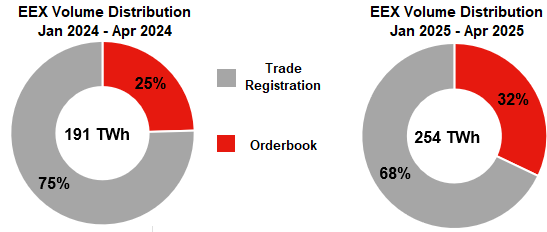 EEX Volume Distribution
Jan 2024 - Apr 2024
25%
191 TWh
75%
Trade
Registration
Orderbook
EEX Volume Distribution
Jan 2025 - Apr 2025
32%
254 TWh
68%